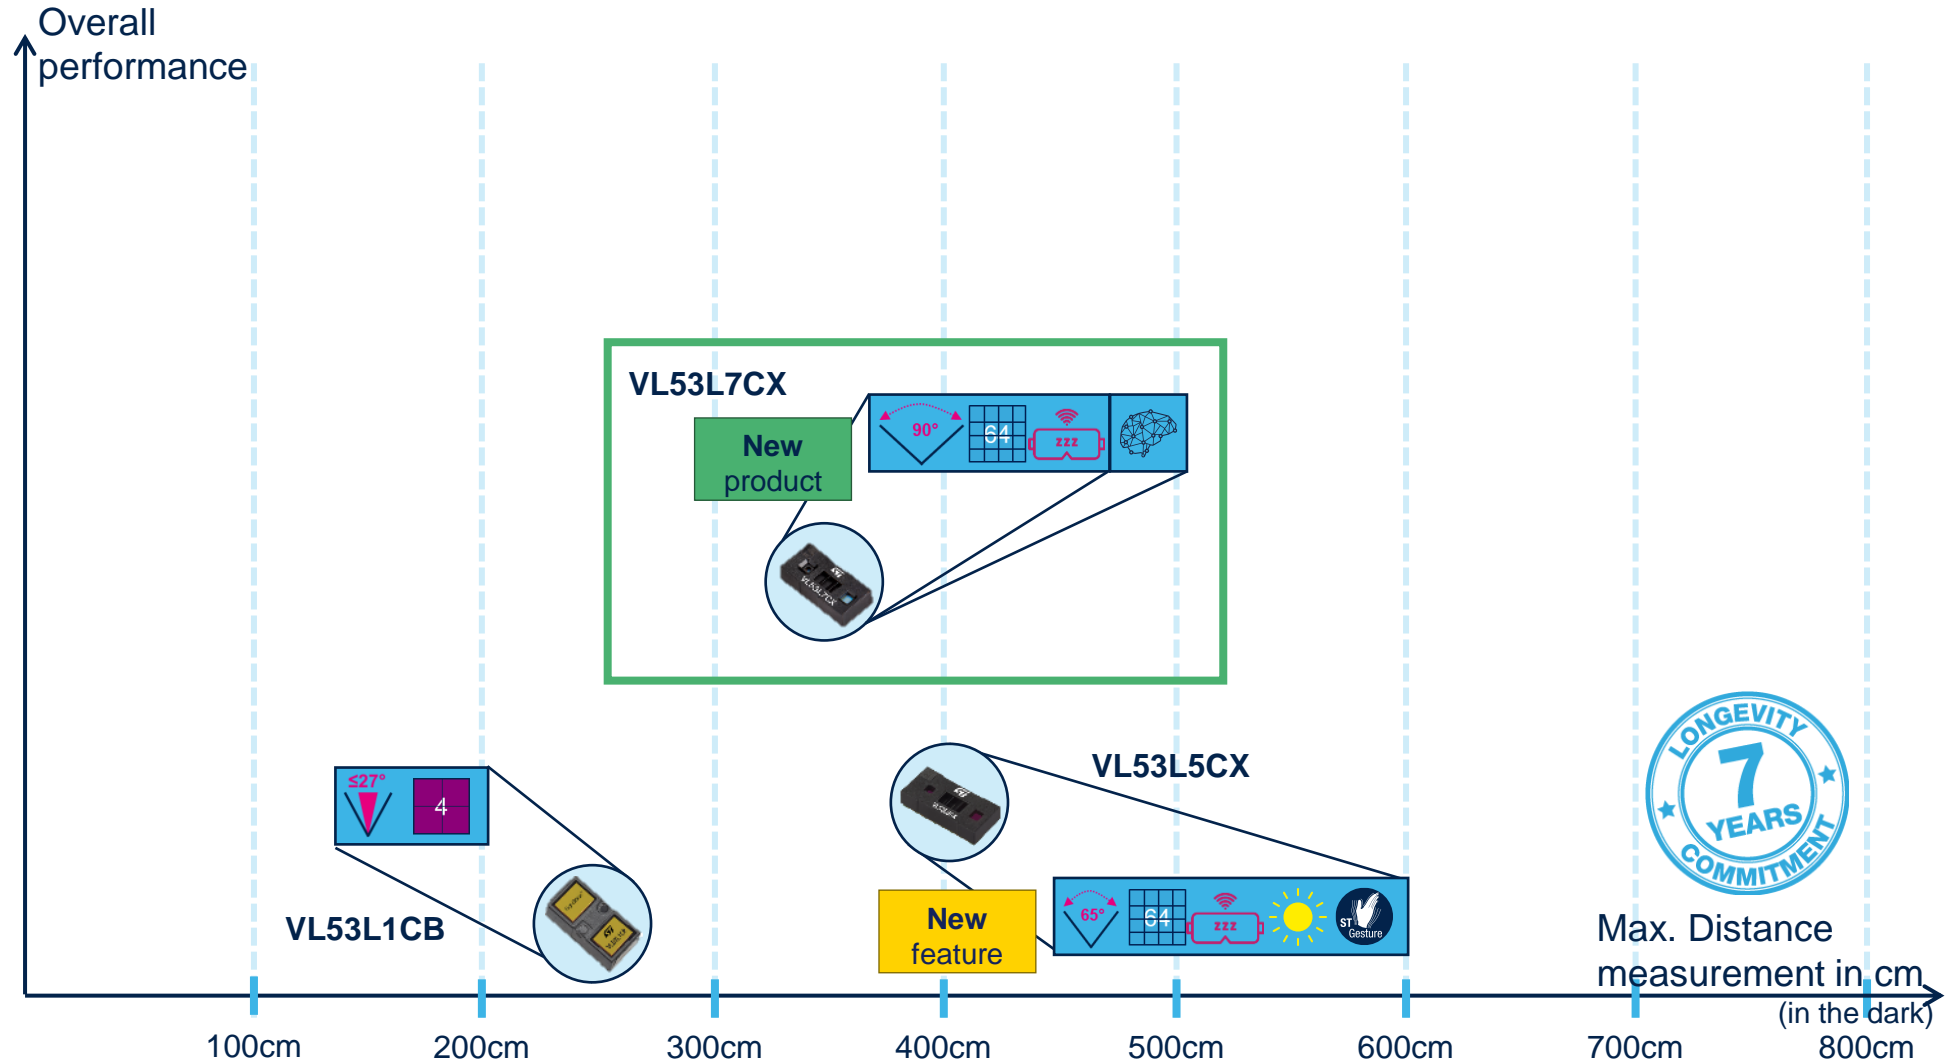 Overall
performance
VL53L7CX
90°
64
zzz
New
product
VL53L7CX
LONGEVITY
7
YEARS
COMMITMENT
≤27°
4
VL53L5CX
VL53L1CB
New
feature
65°
64
zzz
ST
Gesture
Max. Distance
measurement in cm
(in the dark)
100cm
200cm
300cm
400cm
500cm
600cm
700cm
800cm